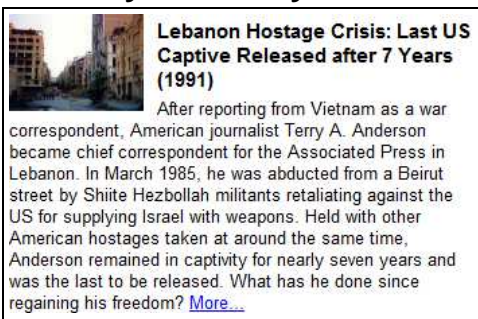 Lebanon Hostage Crisis: Last US
Captive Released after 7 Years
(1991)
After reporting from Vietnam as a war
correspondent, American journalist Terry A. Anderson
became chief correspondent for the Associated Press in
Lebanon. In March 1985, he was abducted from a Beirut
street by Shiite Hezbollah militants retaliating against the
US for supplying Israel with weapons. Held with other
American hostages taken at around the same time,
Anderson remained in captivity for nearly seven years and
was the last to be released. What has he done since
regaining his freedom? More...